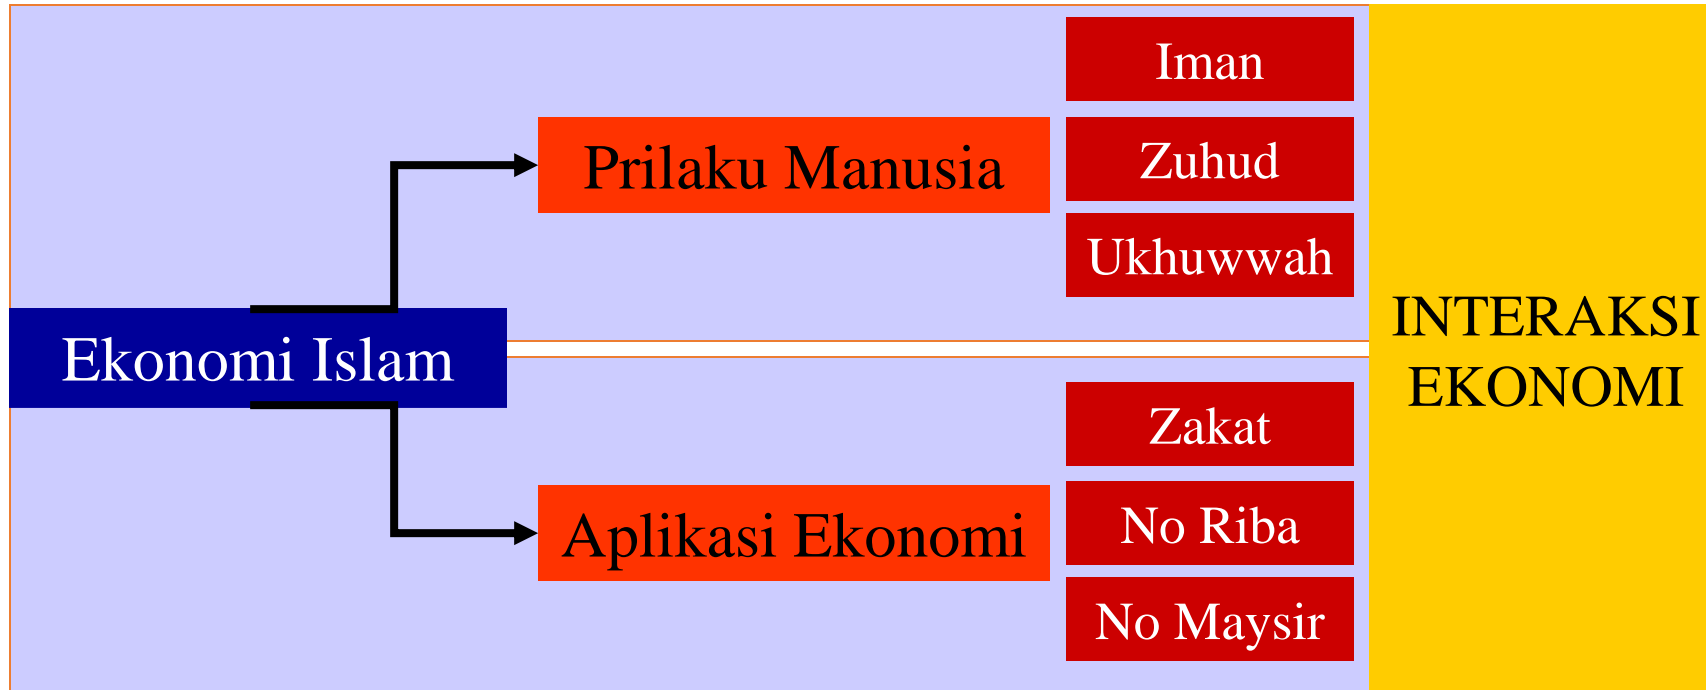 Iman
Prilaku Manusia
Zuhud
Ukhuwwah
Ekonomi Islam
INTERAKSI
EKONOMI
Zakat
Aplikasi Ekonomi
No Riba
No Maysir